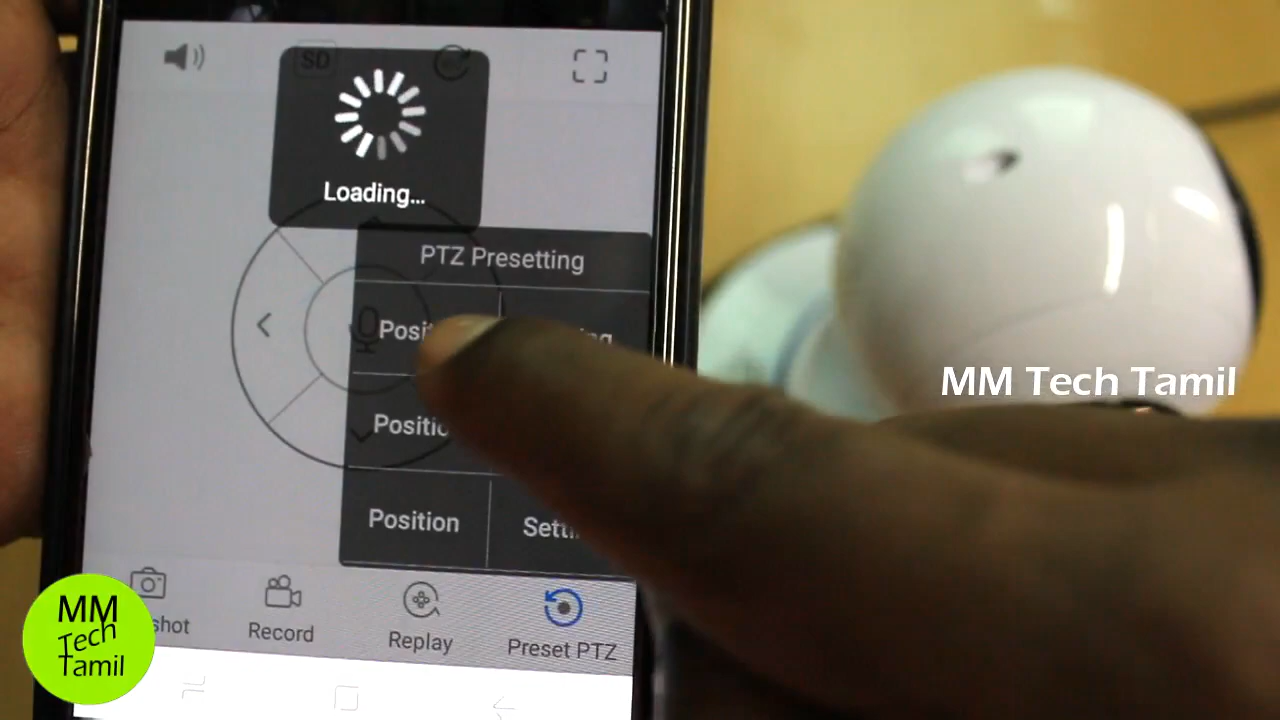 SD
Loading...
PTZ Presetting
Position
Position
Position
Record
Replay
Preset PTZ
MM Tech Tamil
MM
Tech
Tamil